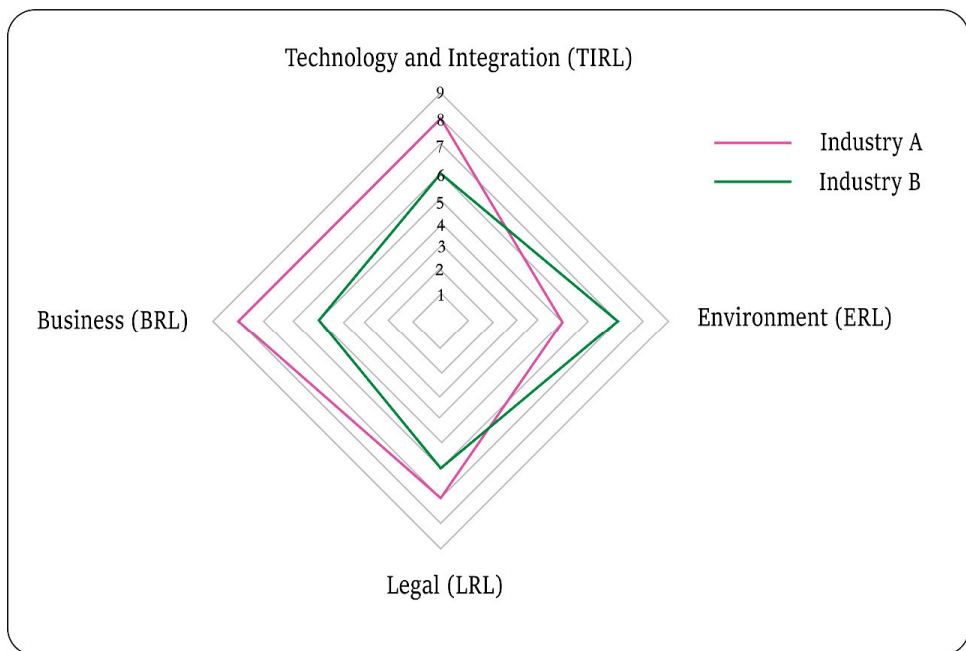 Technology and Integration (TIRL)
9
8
7
6
5
4
3
2
1
Industry A
Industry B
Business (BRL)
Environment (ERL)
Legal (LRL)